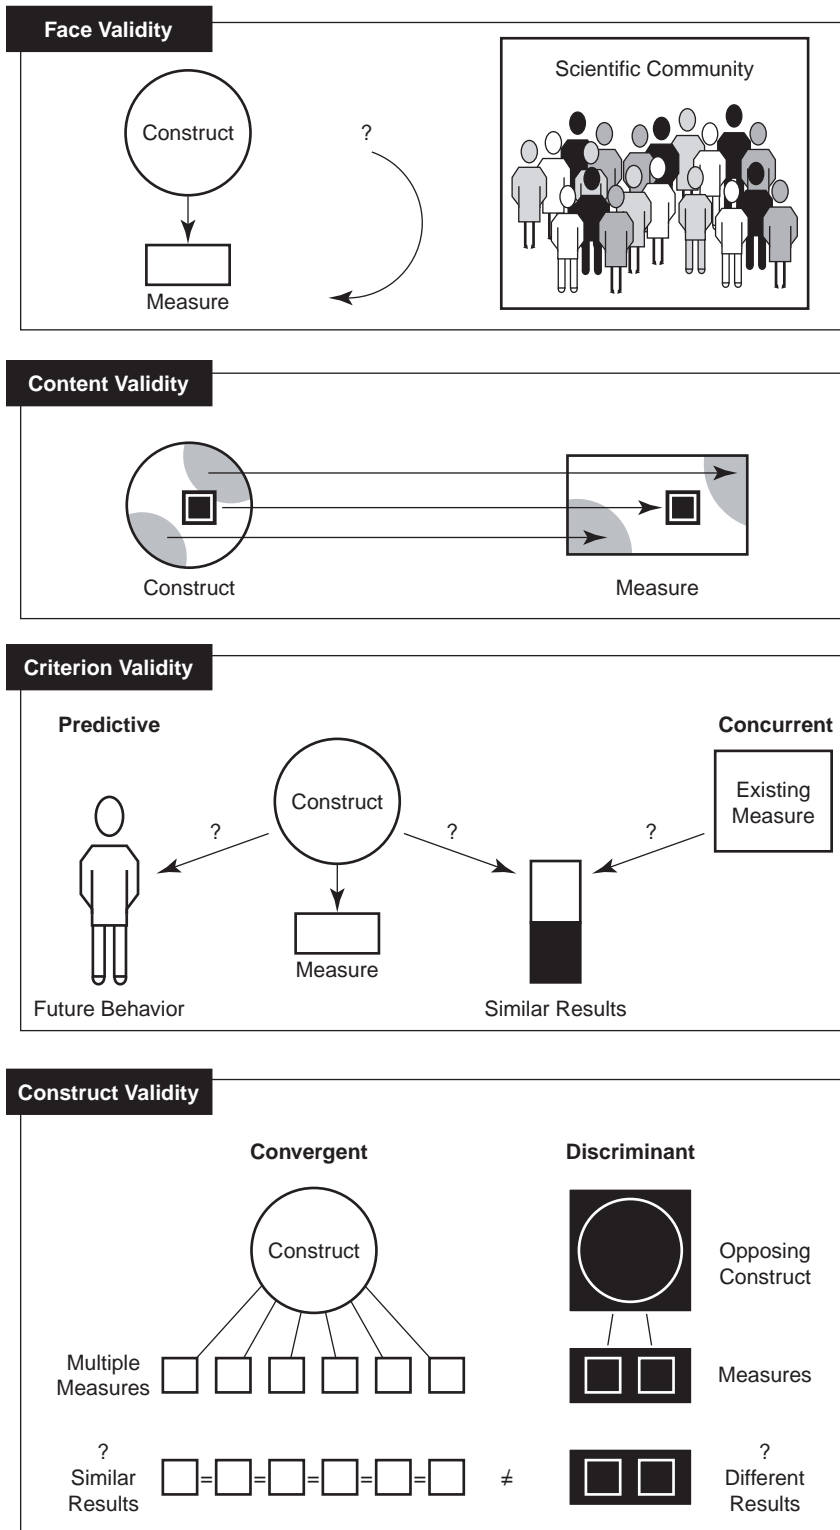 Face Validity
Scientific Community
Construct
?
Measure
Content Validity
Construct
Measure
Criterion Validity
Predictive
Concurrent
Construct
Existing
Measure
?
?
?
Measure
Future Behavior
Similar Results
Construct Validity
Convergent
Discriminant
Construct
Opposing
Construct
Multiple
Measures
Measures
?
Similar
Results
= = = = =
≠
?
Different
Results